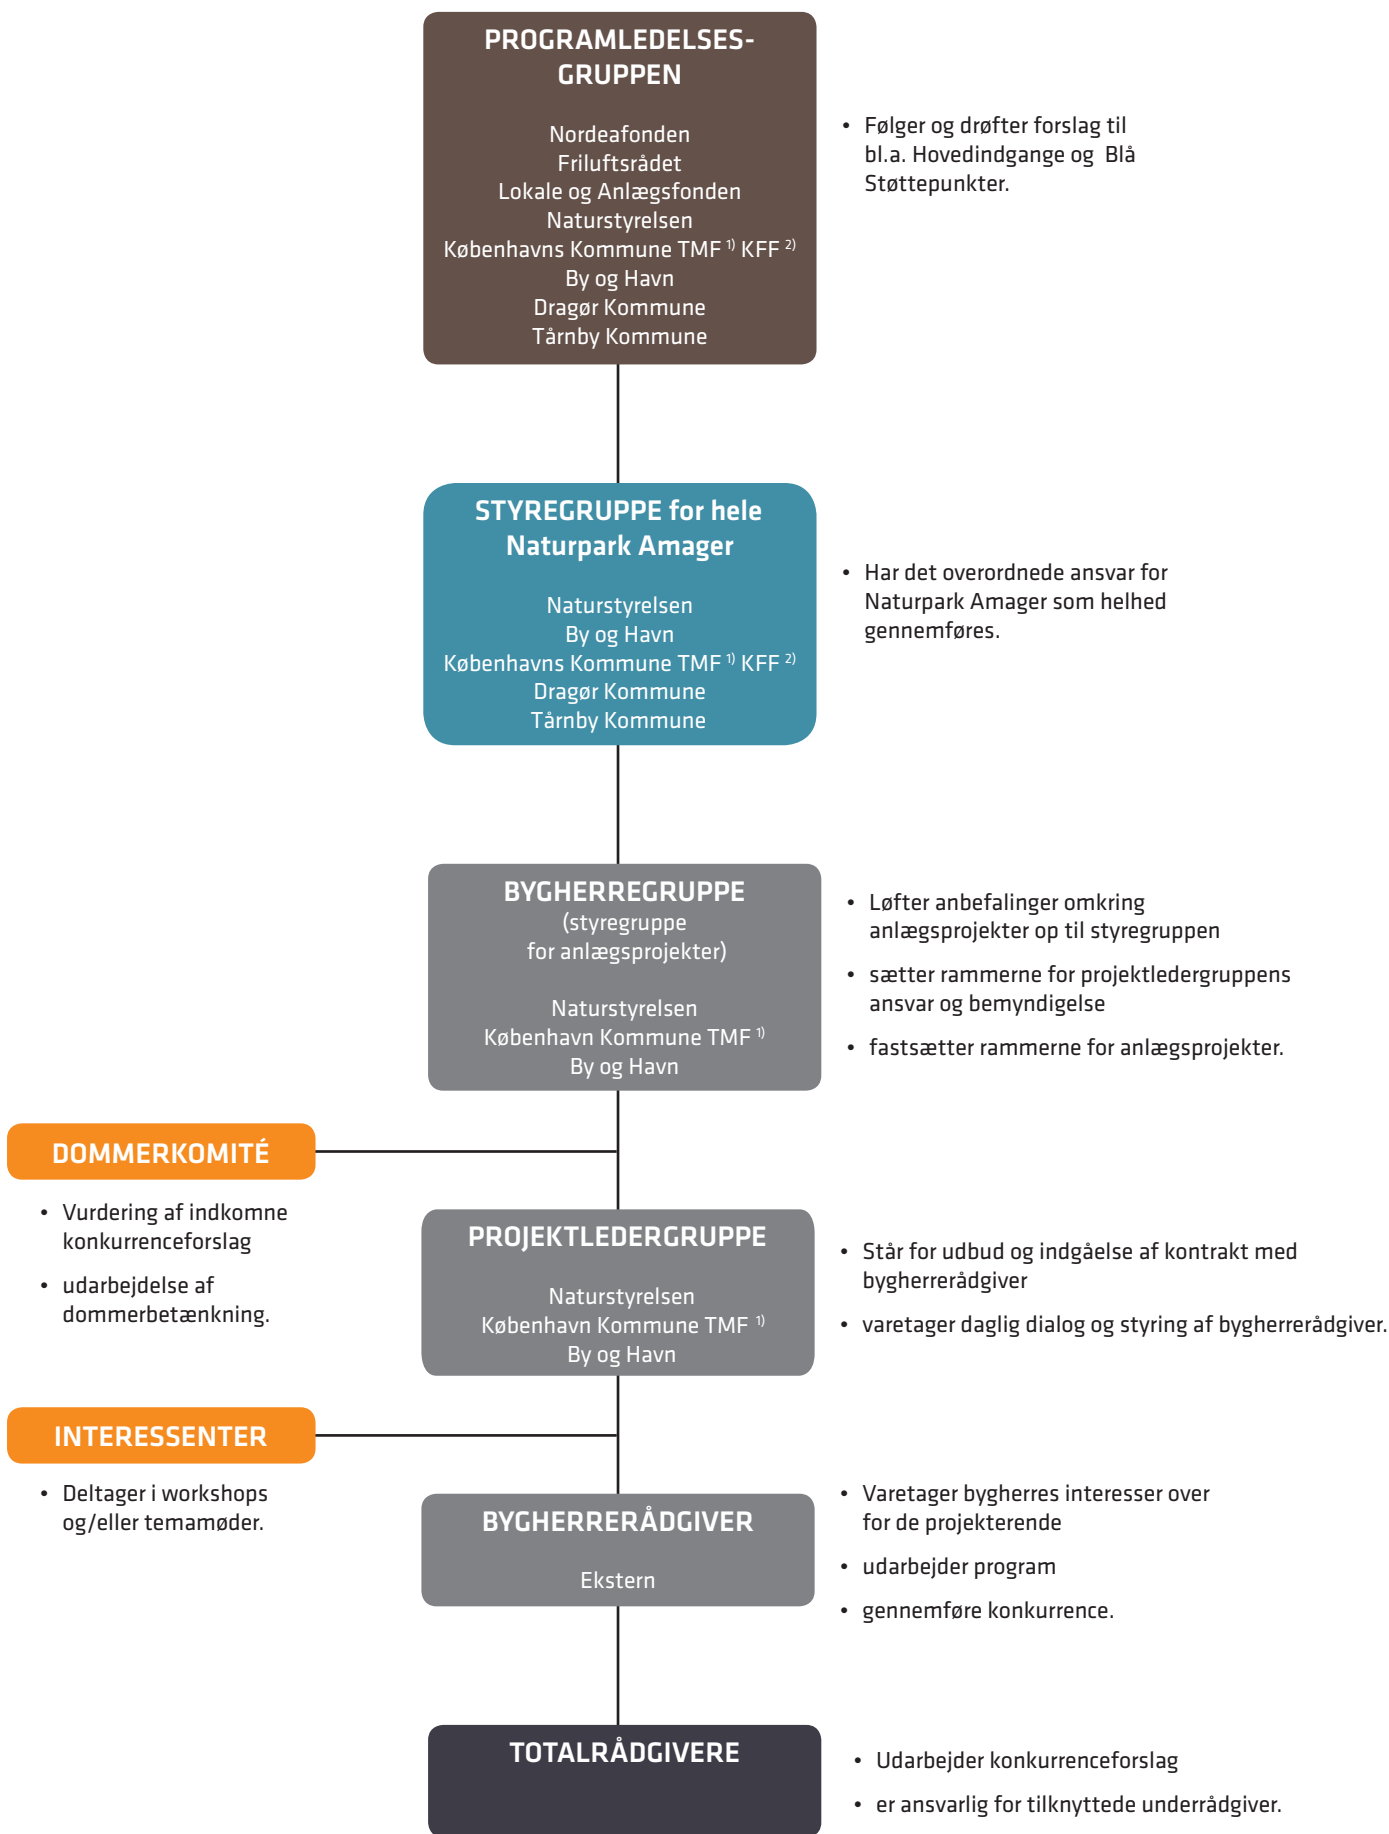 PROGRAMLEDELSES-
GRUPPEN
Nordeafonden
Friluftsrådet
Lokale og Anlægsfonden
Naturstyrelsen
Københavns Kommune TMF 1) KFF 2)
By og Havn
Dragør Kommune
Tårnby Kommune
• Følger og drøfter forslag til
bl.a. Hovedindgange og Blå
Støttepunkter.
STYREGRUPPE for hele
Naturpark Amager
Naturstyrelsen
By og Havn
Københavns Kommune TMF 1) KFF 2)
Dragør Kommune
Tårnby Kommune
• Har det overordnede ansvar for
Naturpark Amager som helhed
gennemføres.
BYGHERREGRUPPE
(styregruppe
for anlægsprojekter)
Naturstyrelsen
København Kommune TMF 1)
By og Havn
• Løfter anbefalinger omkring
anlægsprojekter op til styregruppen
• sætter rammerne for projektledergruppens
ansvar og bemyndigelse
• fastsætter rammerne for anlægsprojekter.
DOMMERKOMITÉ
• Vurdering af indkomne
konkurrenceforslag
• udarbejdelse af
dommerbetænkning.
PROJEKTLEDERGRUPPE
Naturstyrelsen
København Kommune TMF 1)
By og Havn
• Står for udbud og indgåelse af kontrakt med
bygherrerådgiver
• varetager daglig dialog og styring af bygherrerådgiver.
INTERESSENTER
• Deltager i workshops
og/eller temamøder.
BYGHERRERÅDGIVER
Ekstern
• Varetager bygherres interesser over
for de projekterende
• udarbejder program
• gennemføre konkurrence.
TOTALRÅDGIVERE
• Udarbejder konkurrenceforslag
• er ansvarlig for tilknyttede underrådgiver.